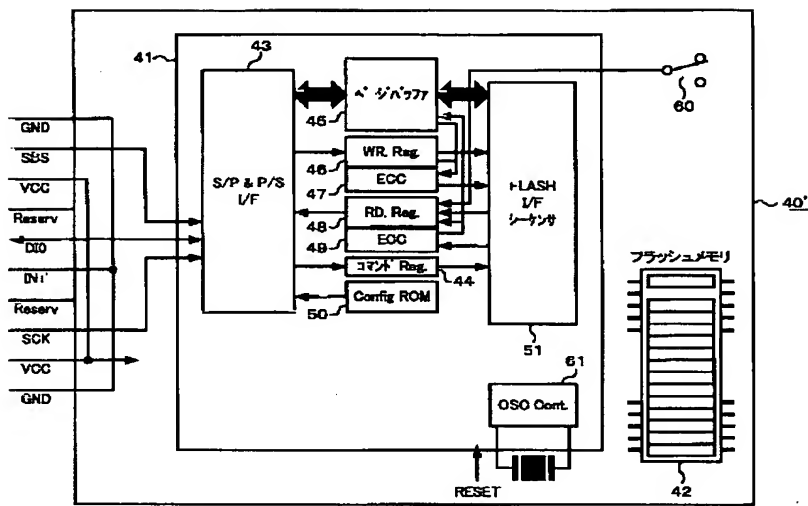 GND
SBS
VCC
Reserv
DIO
INT
Reserv
SCK
VCC
GND
41
43
S/P & P/S
I/F
ページバッファ
45
WR. Reg.
46
ECC
47
RD. Reg.
48
ECC
49
コマンド Reg.
44
Config ROM
50
FLASH
I/F
シーケンサ
51
61
OSC Cont.
RESET
60
40'
フラッシュメモリ
42